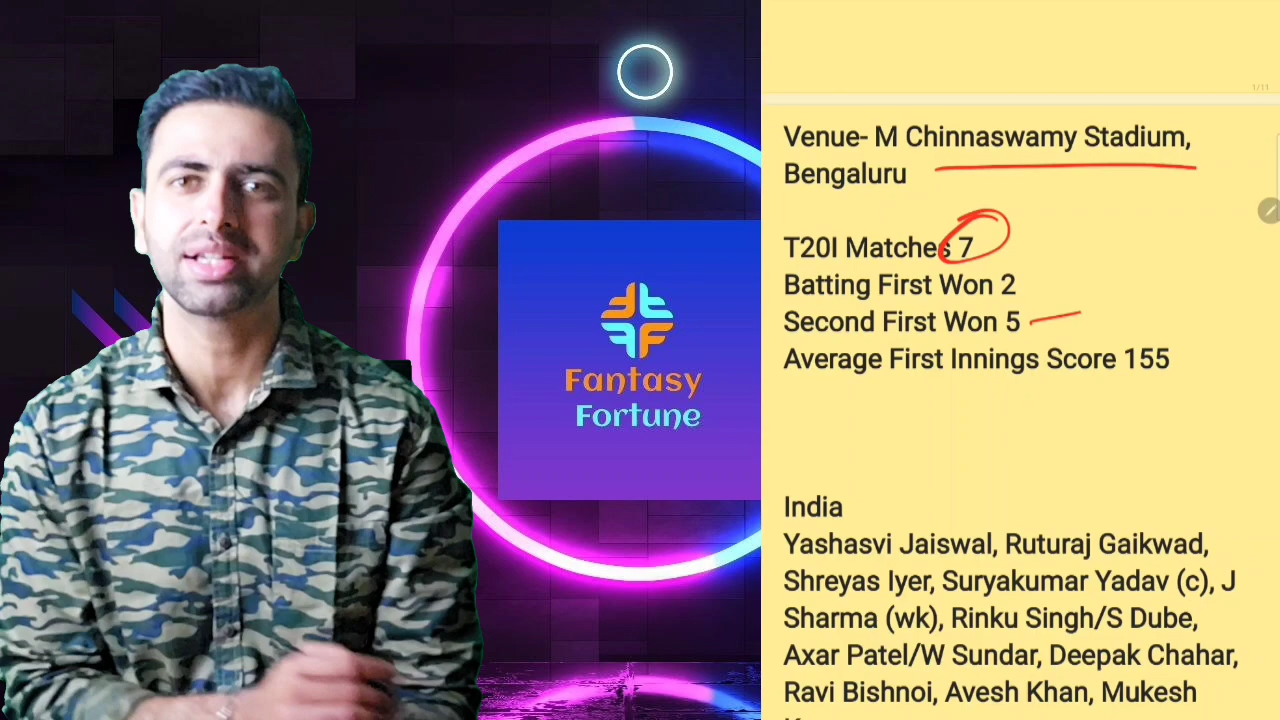 Fantasy
Fortune
1/11
Venue- M Chinnaswamy Stadium,
Bengaluru
T20I Matches 7
Batting First Won 2
Second First Won 5
Average First Innings Score 155
India
Yashasvi Jaiswal, Ruturaj Gaikwad,
Shreyas Iyer, Suryakumar Yadav (c), J
Sharma (wk), Rinku Singh/S Dube,
Axar Patel/W Sundar, Deepak Chahar,
Ravi Bishnoi, Avesh Khan, Mukesh